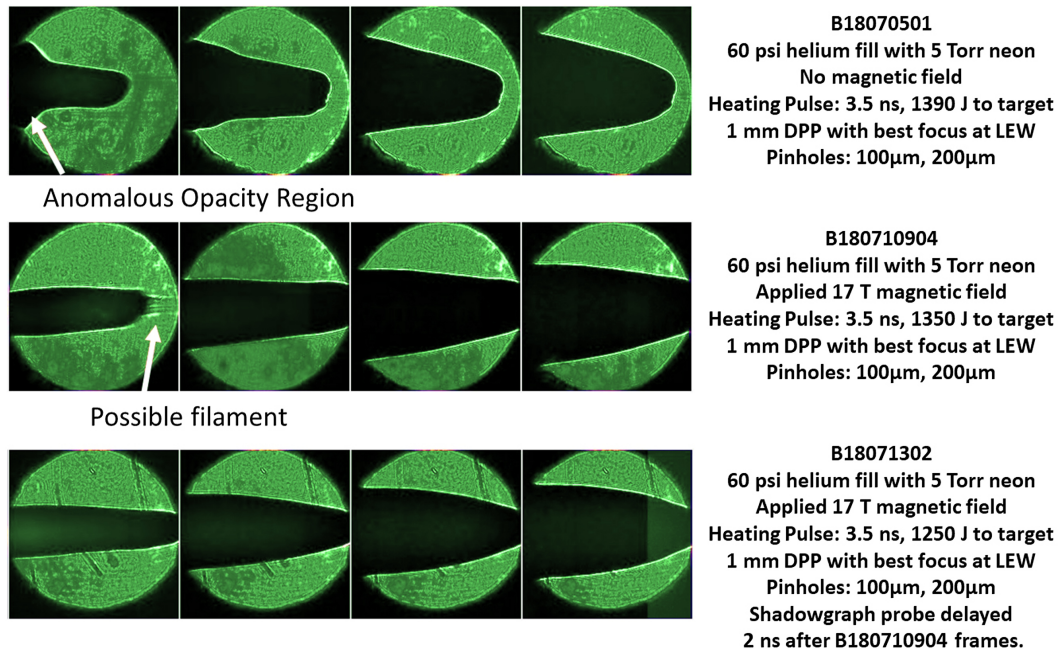 B18070501
60 psi helium fill with 5 Torr neon
No magnetic field
Heating Pulse: 3.5 ns, 1390 J to target
1 mm DPP with best focus at LEW
Pinholes: 100µm, 200µm
Anomalous Opacity Region
B180710904
60 psi helium fill with 5 Torr neon
Applied 17 T magnetic field
Heating Pulse: 3.5 ns, 1350 J to target
1 mm DPP with best focus at LEW
Pinholes: 100µm, 200µm
Possible filament
B18071302
60 psi helium fill with 5 Torr neon
Applied 17 T magnetic field
Heating Pulse: 3.5 ns, 1250 J to target
1 mm DPP with best focus at LEW
Pinholes: 100µm, 200µm
Shadowgraph probe delayed
2 ns after B180710904 frames.